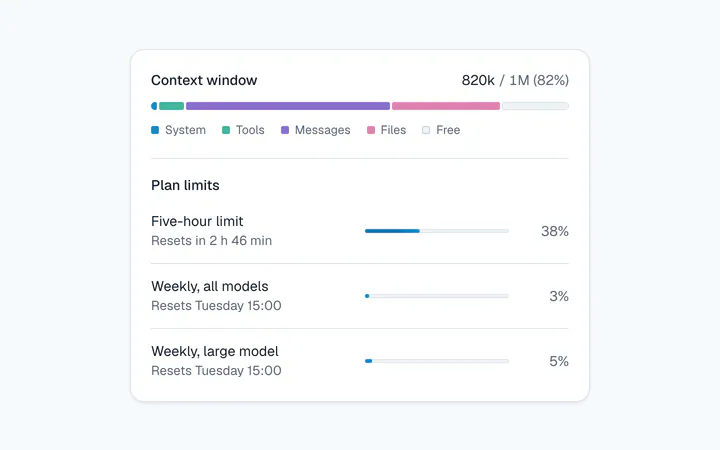 Context window 820k / 1M (82%)
System Tools Messages Files Free
Plan limits
Five-hour limit
Resets in 2 h 46 min
38%
Weekly, all models
Resets Tuesday 15:00
3%
Weekly, large model
Resets Tuesday 15:00
5%